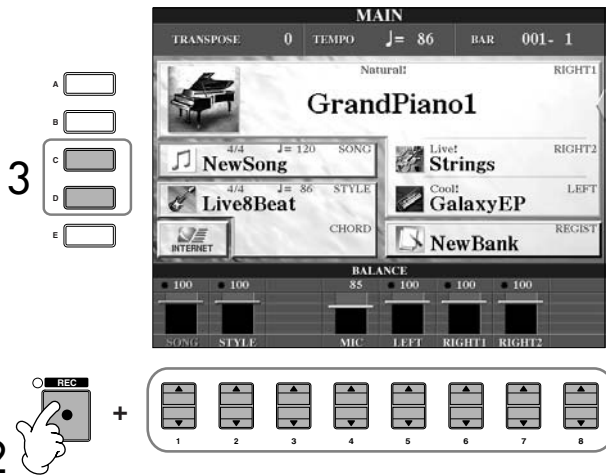 MAIN
TRANSPOSE 0 TEMPO ♩= 86 BAR 001- 1
Natural! RIGHT1
GrandPiano1
4/4 ♩= 120 SONG
NewSong
Live! RIGHT2
Strings
4/4 ♩= 86 STYLE
Live8Beat
Cool! LEFT
GalaxyEP
INTERNET
CHORD
REGIST
NewBank
BALANCE
100 100 85 100 100 100
SONG STYLE MIC LEFT RIGHT1 RIGHT2
A
B
C
D
E
3
REC
+
1 2 3 4 5 6 7 8
2